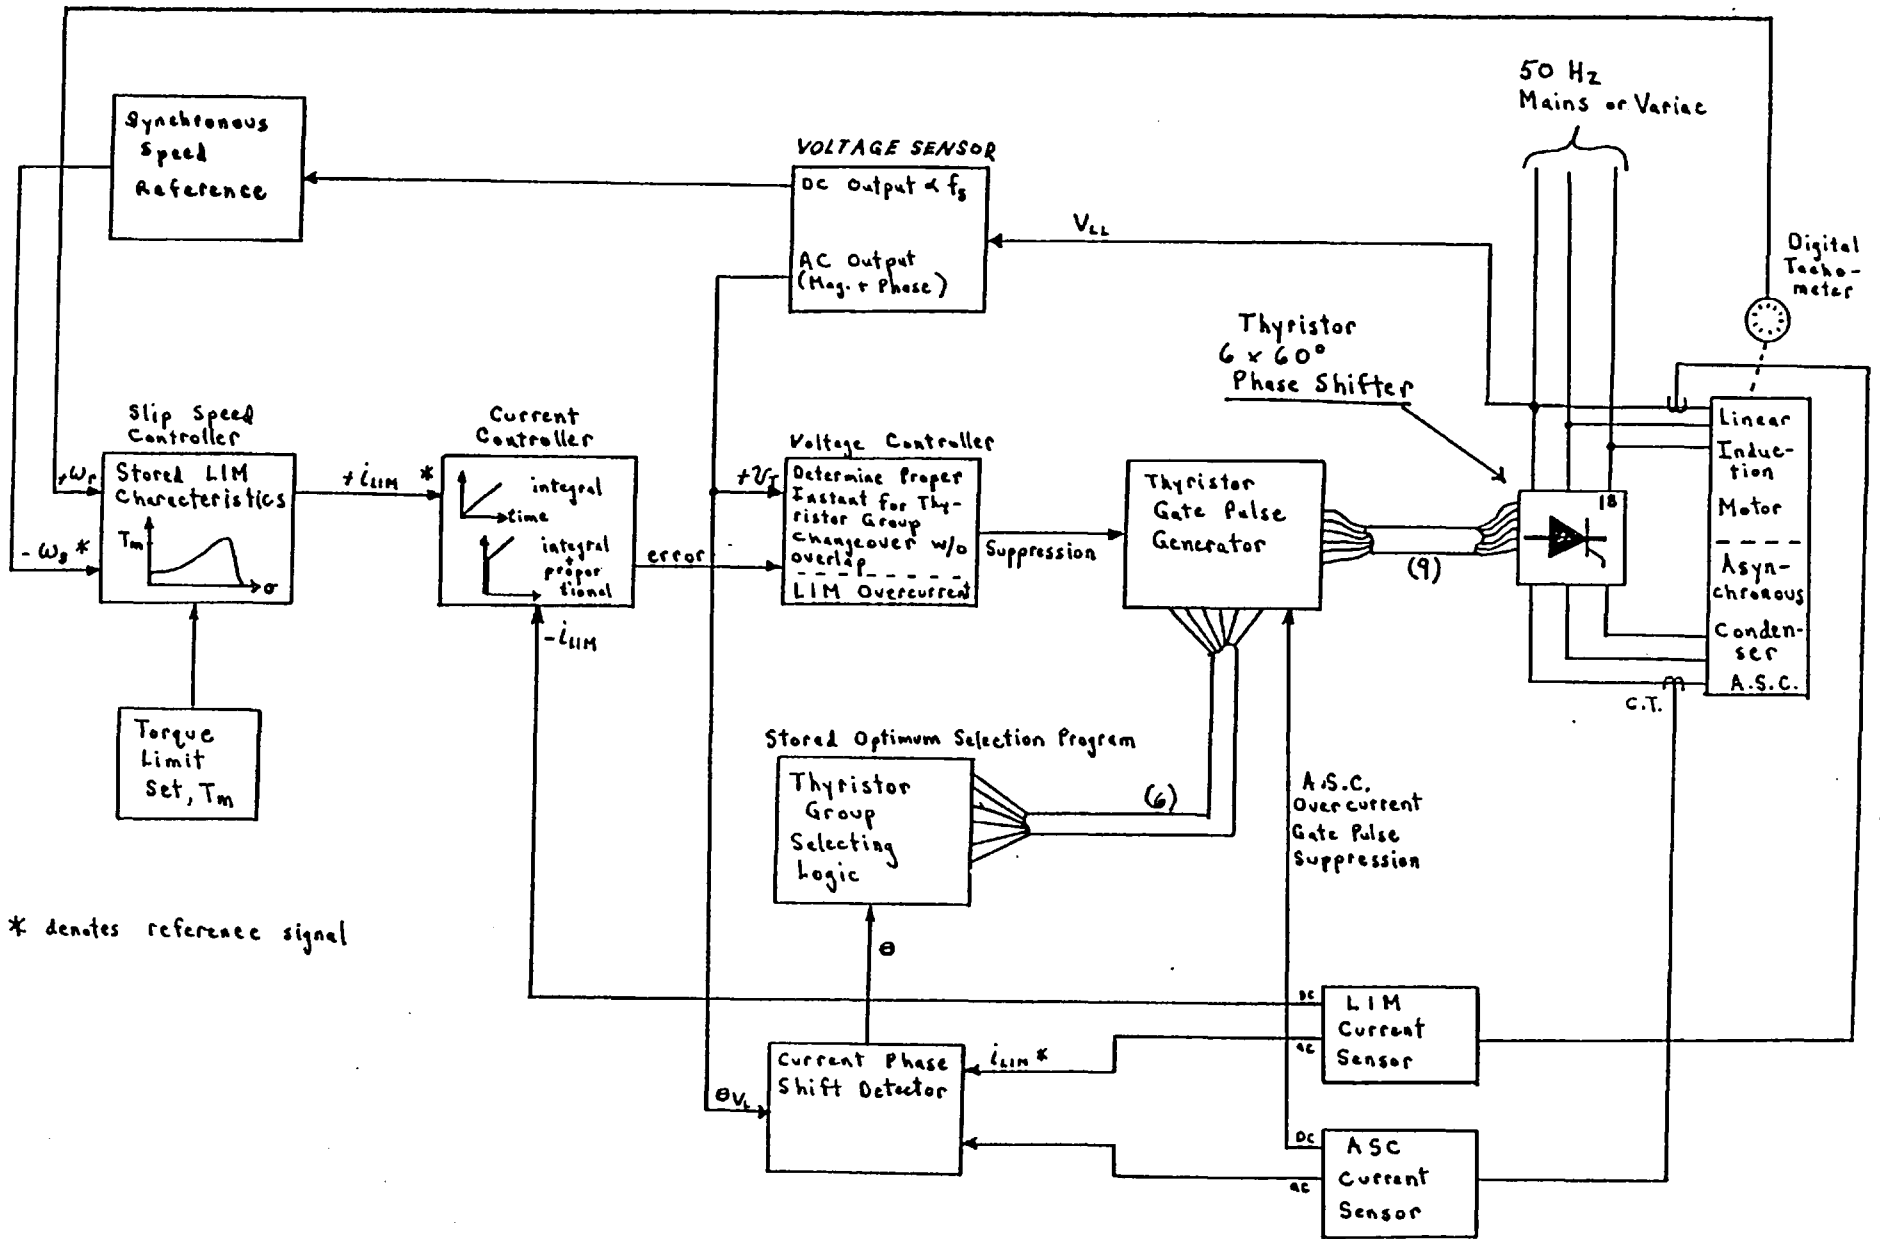 50 Hz
Mains or Variac
Synchronous
Speed
Reference
VOLTAGE SENSOR
DC Output ∝ fs
AC Output
(Mag. + Phase)
VLL
Digital
Tacho-
meter
Thyristor
6 x 60°
Phase Shifter
Slip Speed
Controller
+ωr
Stored LIM
Characteristics
Tm
σ
-ωs*
+iLIM *
Current
Controller
integral
time
integral
+
propor
tional
error
-iLIM
Voltage Controller
+vT
Determine Proper
Instant for Thy-
ristor Group
Changeover w/o
overlap
LIM Overcurrent
Suppression
Thyristor
Gate Pulse
Generator
(9)
18
Linear
Induc-
tion
Motor
Asyn-
chronous
Conden-
ser
A.S.C.
C.T.
Torque
Limit
Set, Tm
Stored Optimum Selection Program
Thyristor
Group
Selecting
Logic
(6)
A.S.C.
Overcurrent
Gate Pulse
Suppression
* denotes reference signal
θ
Current Phase
Shift Detector
θVL
iLIM *
DC
ac
LIM
Current
Sensor
DC
ac
ASC
Current
Sensor